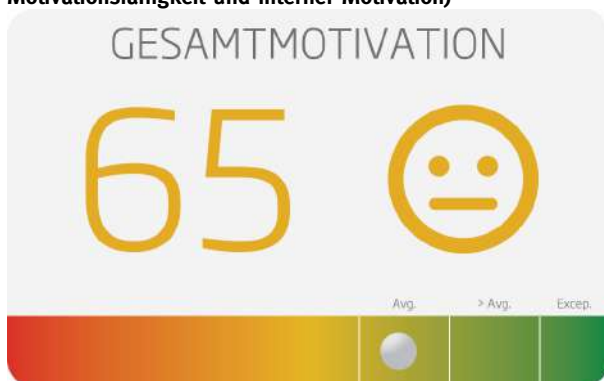 Motivationsfähigkeit und interner Motivation)
GESAMTMOTIVATION
65
Avg. > Avg. Excep.